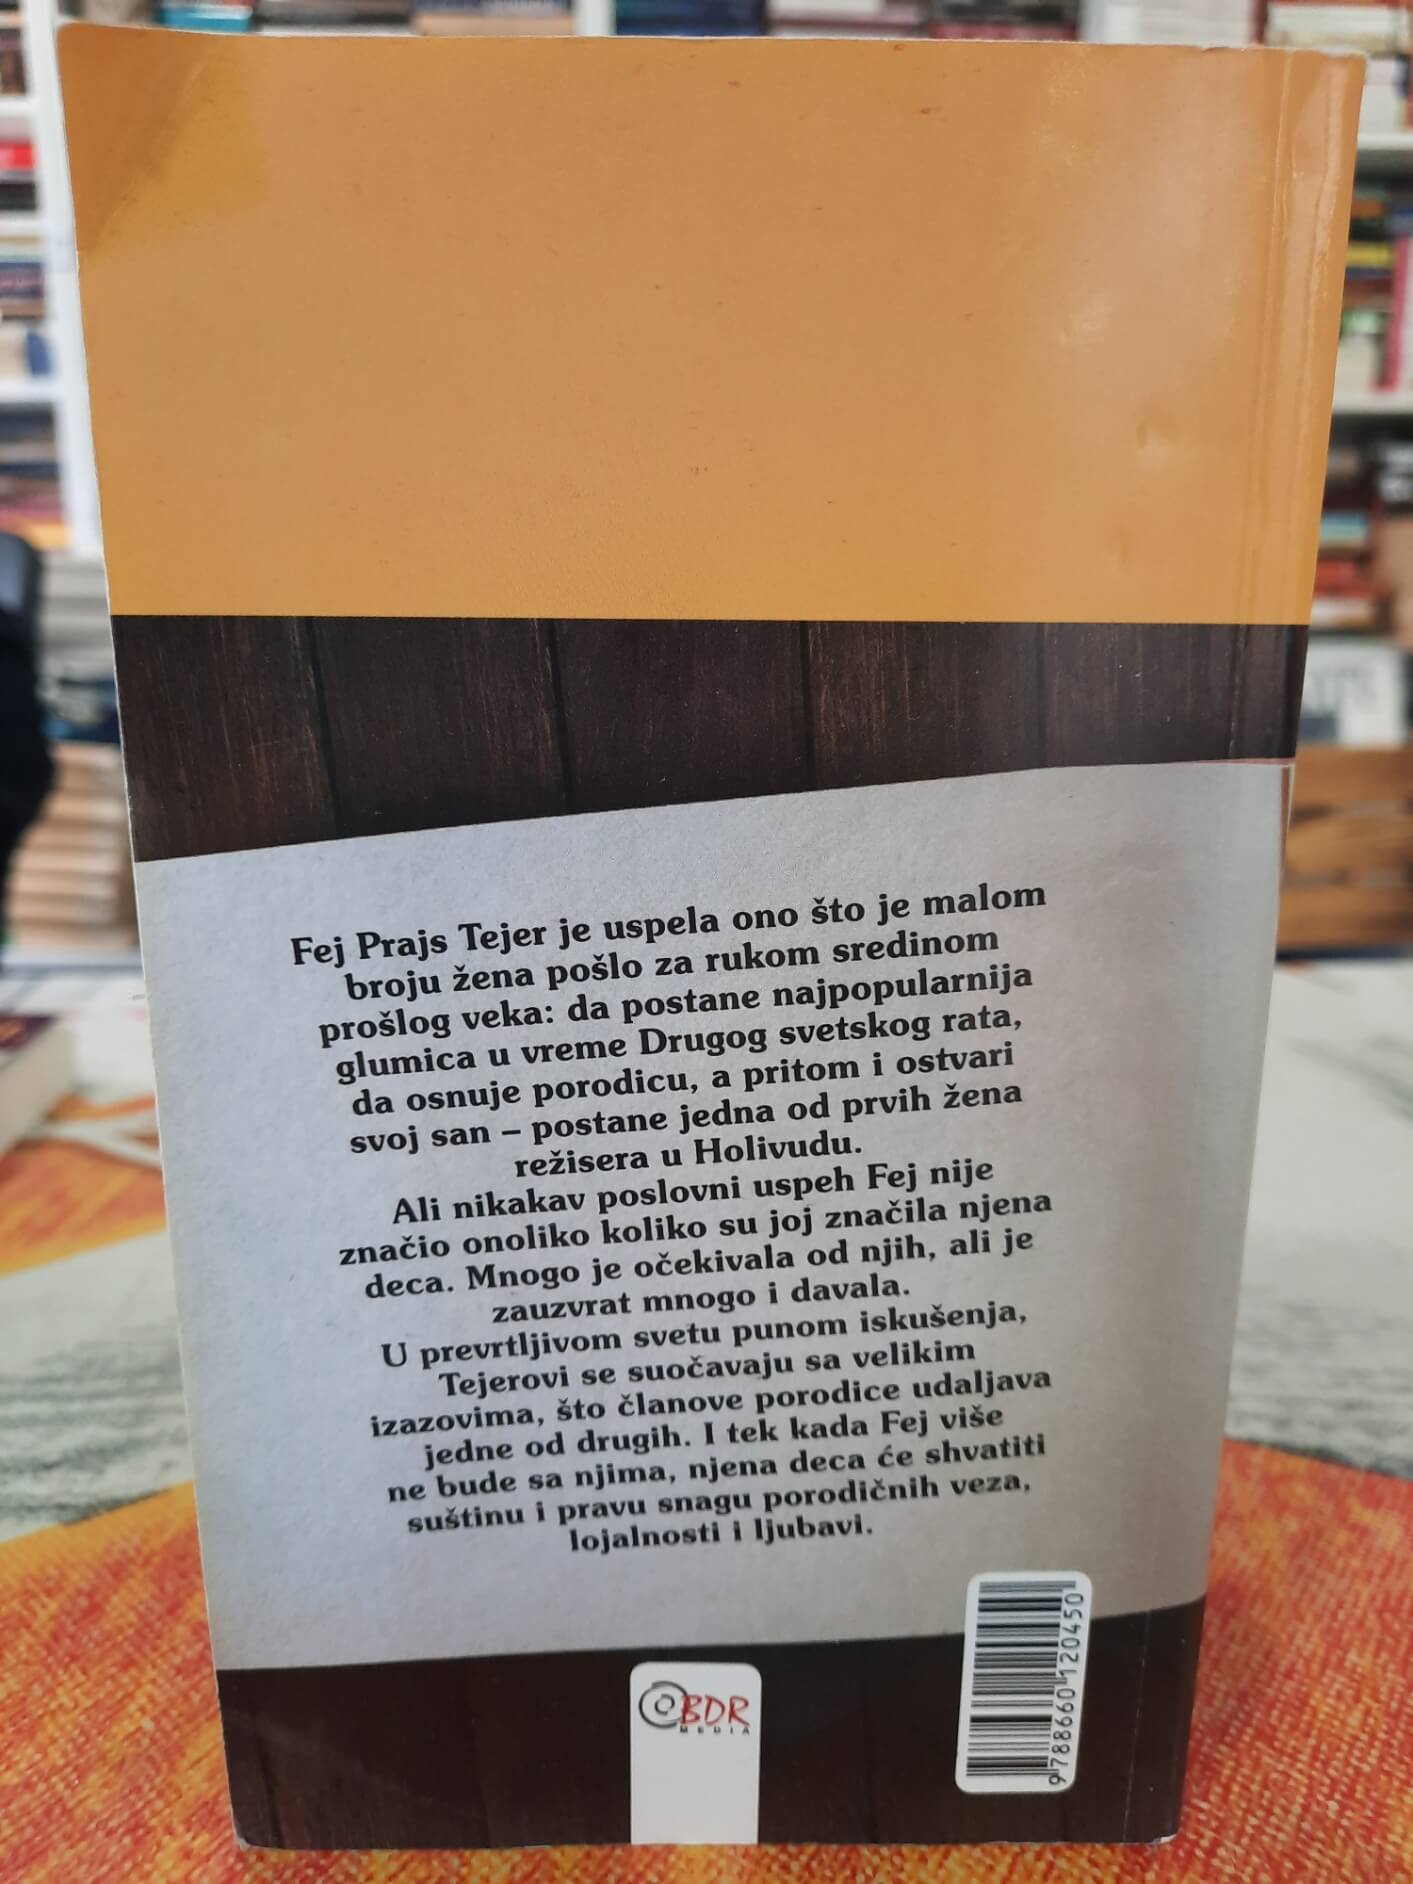 Fej Prajs Tejer je uspela ono što je malom
broju žena pošlo za rukom sredinom
prošlog veka: da postane najpopularnija
glumica u vreme Drugog svetskog rata,
da osnuje porodicu, a pritom i ostvari
svoj san – postane jedna od prvih žena
režisera u Holivudu.
Ali nikakav poslovni uspeh Fej nije
značio onoliko koliko su joj značila njena
deca. Mnogo je očekivala od njih, ali je
zauzvrat mnogo i davala.
U prevrtljivom svetu punom iskušenja,
Tejerovi se suočavaju sa velikim
izazovima, što članove porodice udaljava
jedne od drugih. I tek kada Fej više
ne bude sa njima, njena deca će shvatiti
suštinu i pravu snagu porodičnih veza,
lojalnosti i ljubavi.
BDR
MEDIA
9788660120450